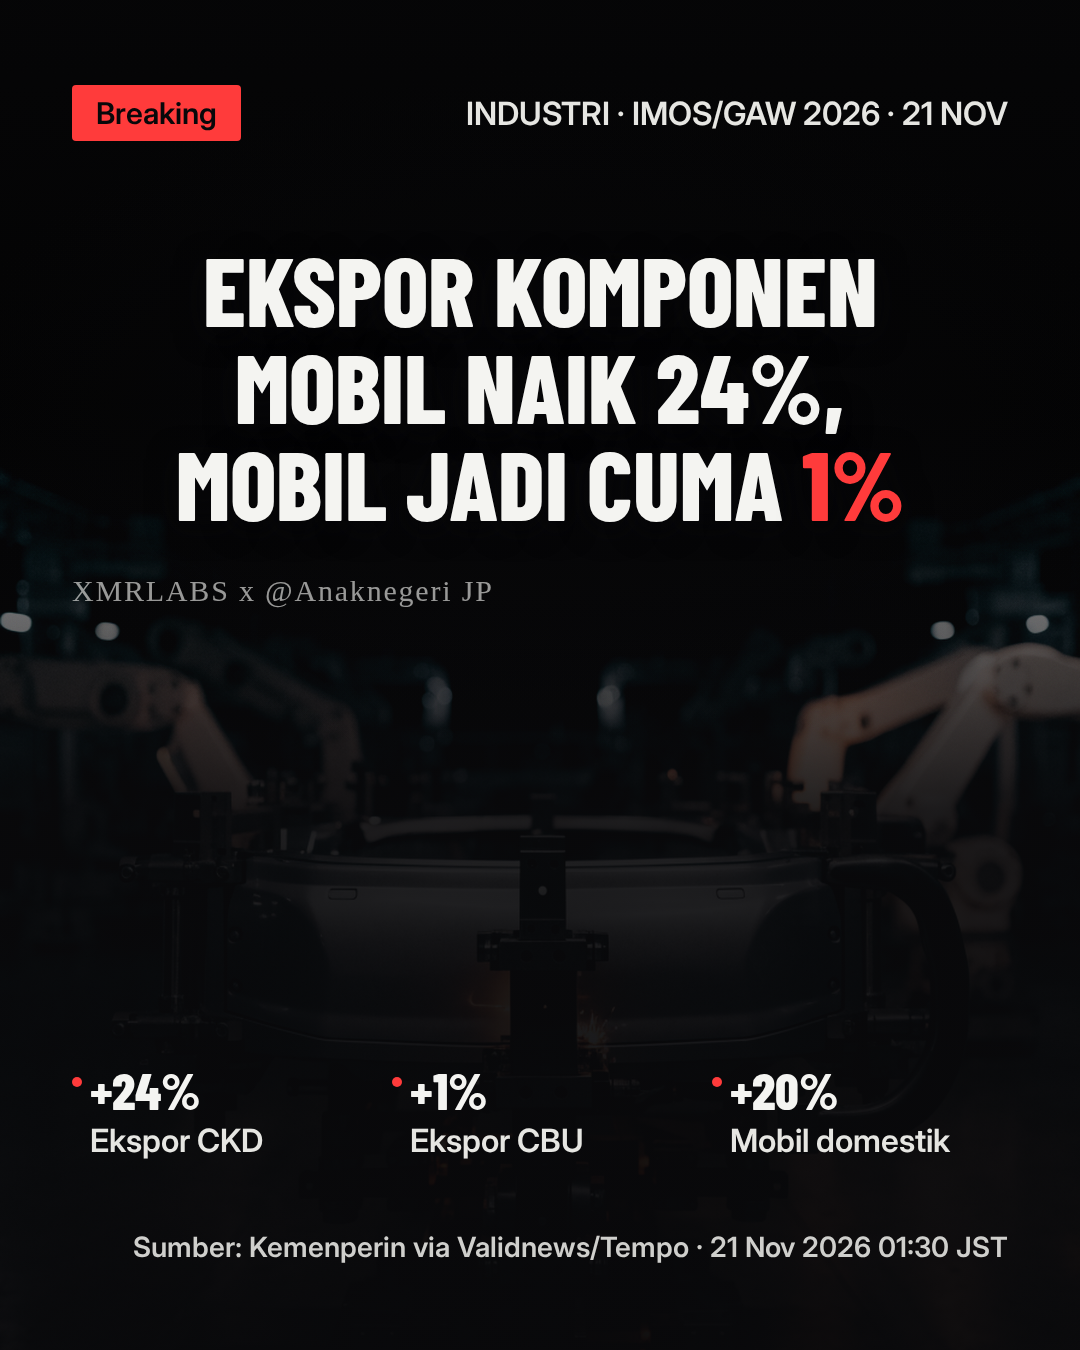 Breaking
INDUSTRI · IMOS/GAW 2026 · 21 NOV
EKSPOR KOMPONEN
MOBIL NAIK 24%,
MOBIL JADI CUMA 1%
XMRLABS x @Anaknegeri JP
+24%
Ekspor CKD
+1%
Ekspor CBU
+20%
Mobil domestik
Sumber: Kemenperin via Validnews/Tempo · 21 Nov 2026 01:30 JST